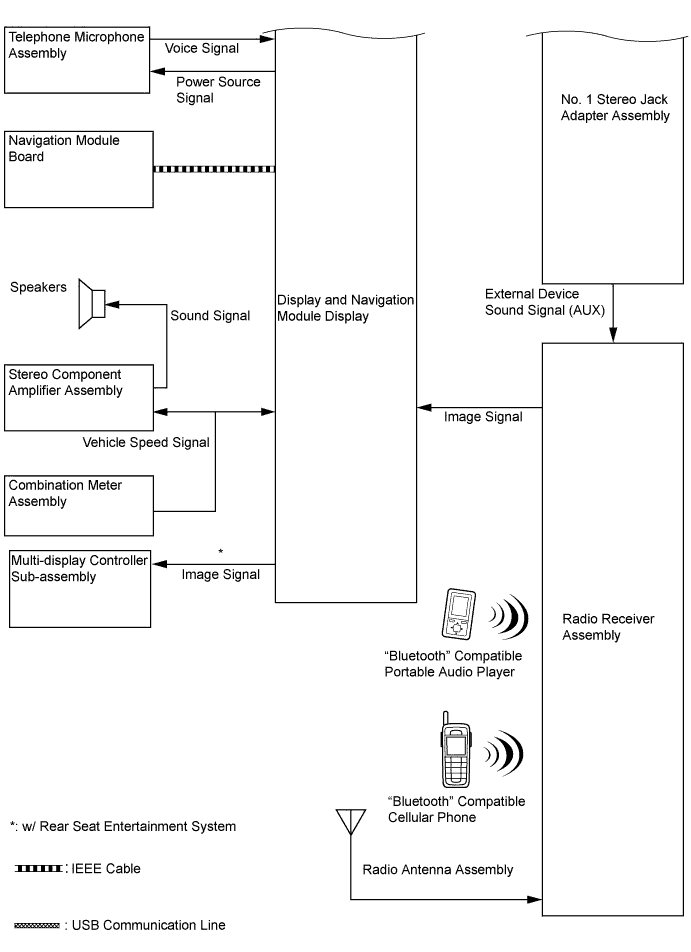 Telephone Microphone
Assembly
Voice Signal
Power Source
Signal
No. 1 Stereo Jack
Adapter Assembly
Navigation Module
Board
Speakers
Sound Signal
Display and Navigation
Module Display
External Device
Sound Signal (AUX)
Stereo Component
Amplifier Assembly
Vehicle Speed Signal
Image Signal
Combination Meter
Assembly
Multi-display Controller
Sub-assembly
*
Image Signal
Radio Receiver
Assembly
“Bluetooth” Compatible
Portable Audio Player
“Bluetooth” Compatible
Cellular Phone
*: w/ Rear Seat Entertainment System
: IEEE Cable
Radio Antenna Assembly
: USB Communication Line